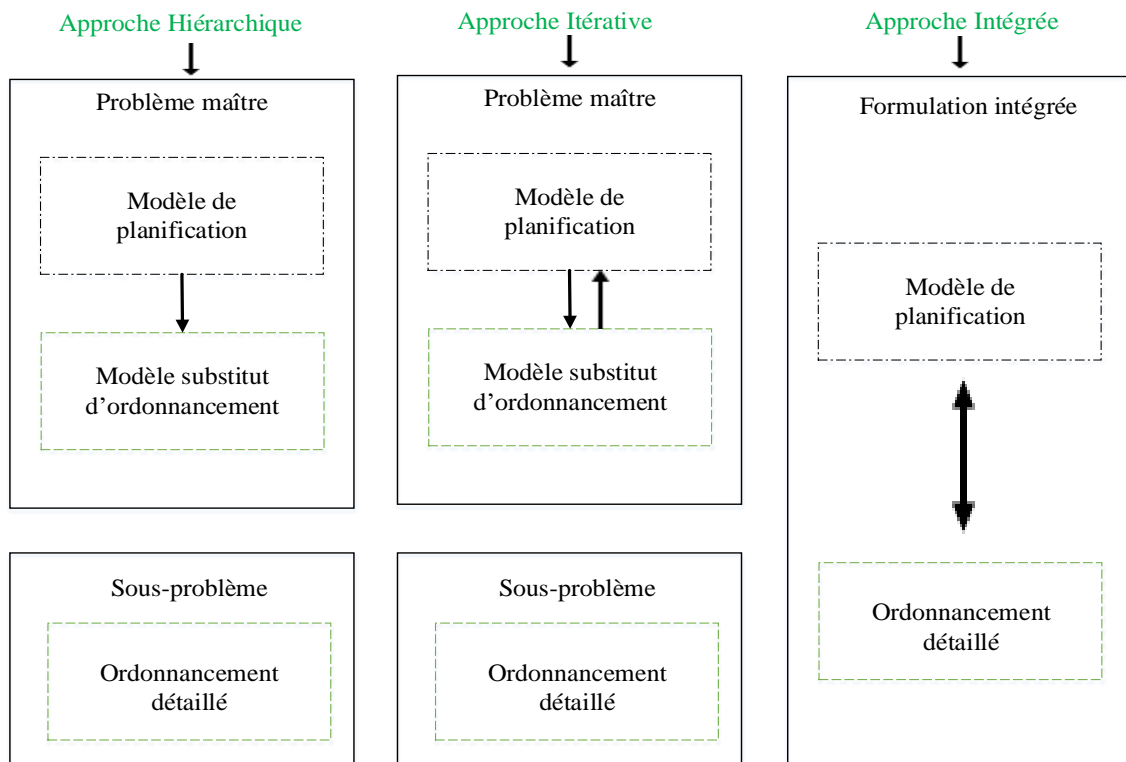 Approche Hiérarchique
Problème maître
Modèle de
planification
Modèle substitut
d’ordonnancement
Sous-problème
Ordonnancement
détaillé
Approche Itérative
Problème maître
Modèle de
planification
Modèle substitut
d’ordonnancement
Sous-problème
Ordonnancement
détaillé
Approche Intégrée
Formulation intégrée
Modèle de
planification
Ordonnancement
détaillé